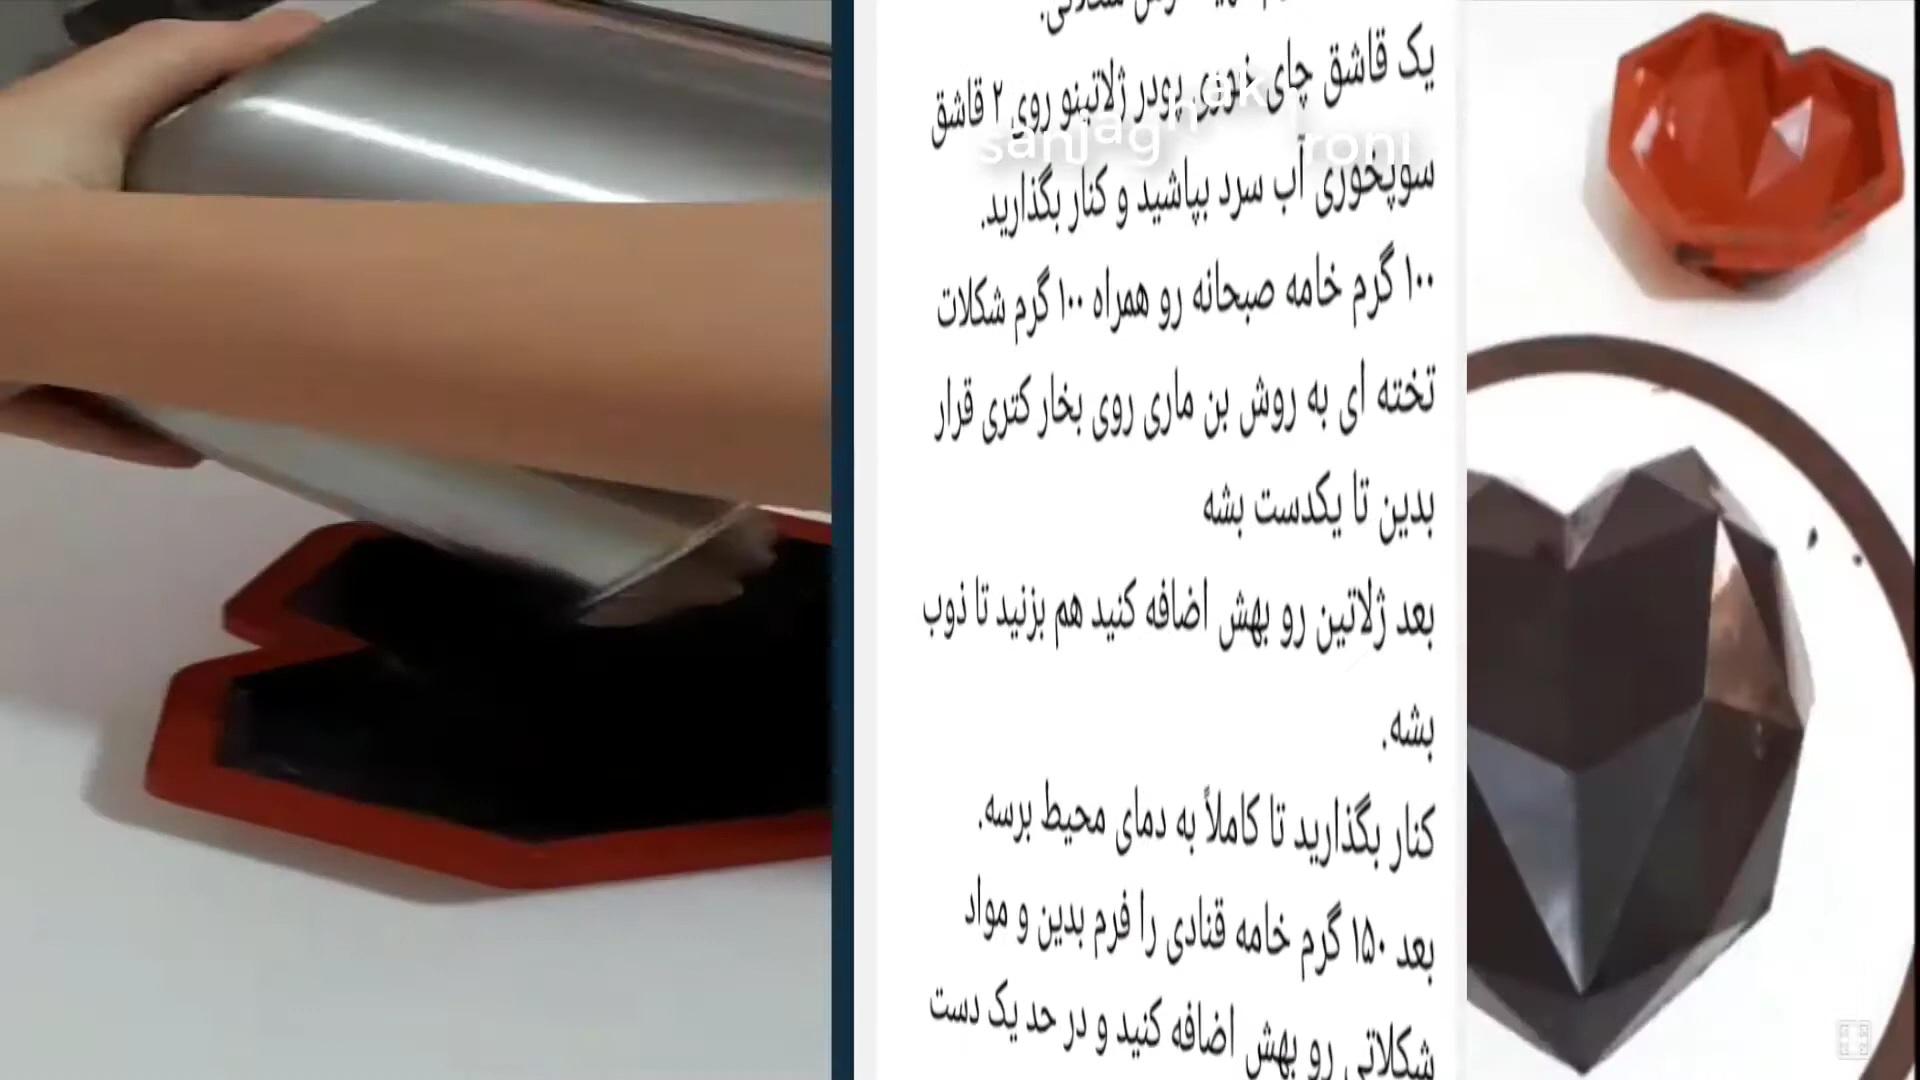 یک قاشق چای خوری پودر ژلاتینو روی ۲ قاشق
سوپخوری آب سرد بپاشید و کنار بگذارید.
۱۰۰ گرم خامه صبحانه رو همراه ۱۰۰ گرم شکلات
تخته ای به روش بن ماری روی بخار کتری قرار
بدین تا یکدست بشه
بعد ژلاتین رو بهش اضافه کنید هم بزنید تا ذوب
بشه.
کنار بگذارید تا کاملاً به دمای محیط برسه.
بعد ۱۵۰ گرم خامه قنادی را فرم بدین و مواد
شکلاتی رو بهش اضافه کنید و در حد یک دست
sanjaghak